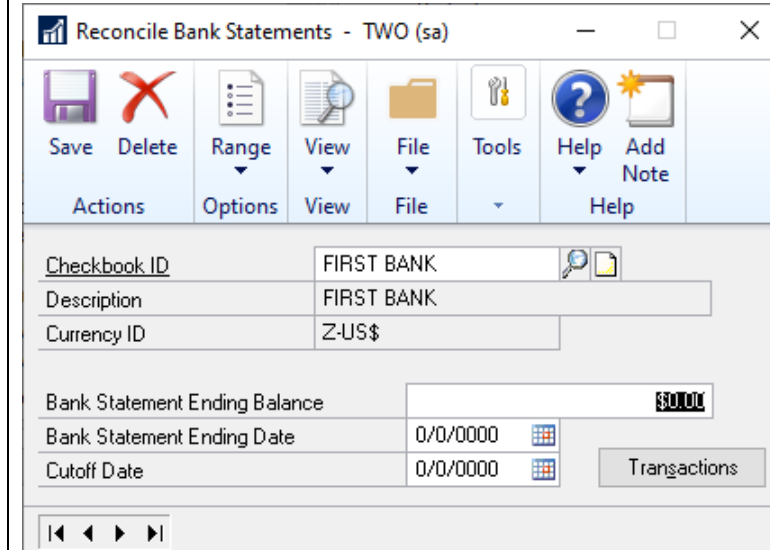 Reconcile Bank Statements - TWO (sa)
Save Delete Range View File Tools Help Add Note
Actions Options View File Help
Checkbook ID FIRST BANK
Description FIRST BANK
Currency ID Z-US$
Bank Statement Ending Balance $0.00
Bank Statement Ending Date 0/0/0000
Cutoff Date 0/0/0000 Transactions